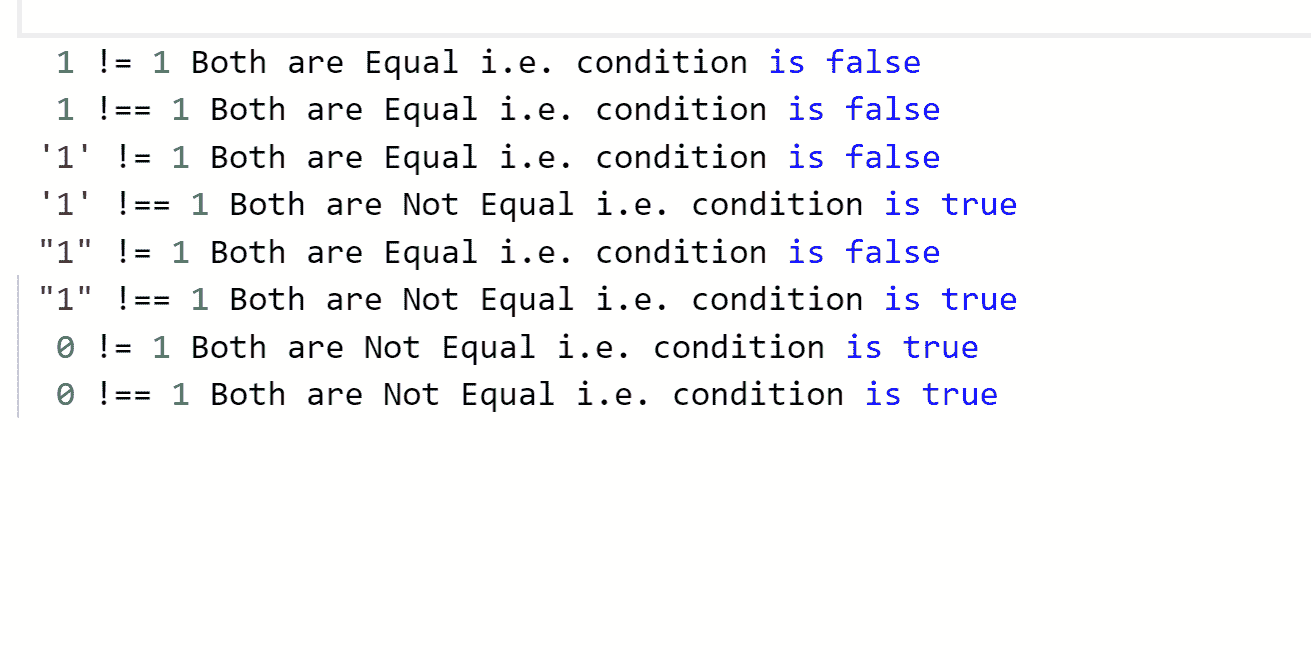 1 != 1 Both are Equal i.e. condition is false
1 !== 1 Both are Equal i.e. condition is false
'1' != 1 Both are Equal i.e. condition is false
'1' !== 1 Both are Not Equal i.e. condition is true
"1" != 1 Both are Equal i.e. condition is false
"1" !== 1 Both are Not Equal i.e. condition is true
0 != 1 Both are Not Equal i.e. condition is true
0 !== 1 Both are Not Equal i.e. condition is true